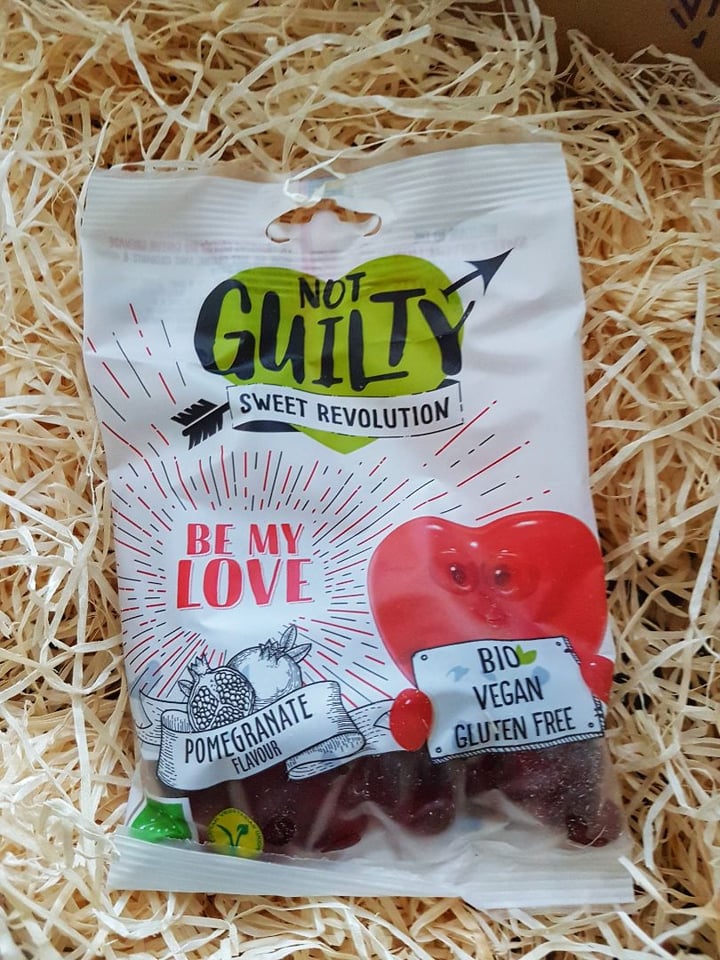 NOT
GUILTY
SWEET REVOLUTION
BE MY
LOVE
BIO
VEGAN
GLUTEN FREE
POMEGRANATE
FLAVOUR